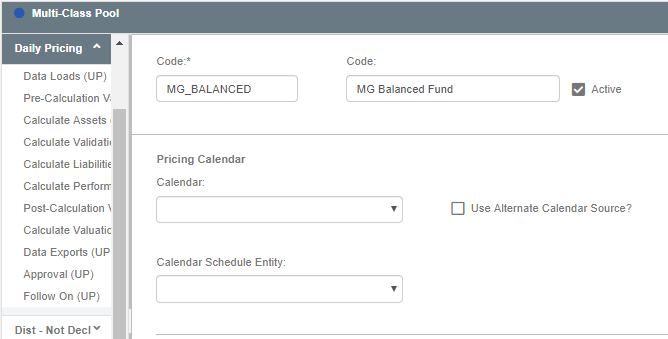 Multi-Class Pool
Daily Pricing
Data Loads (UP)
Pre-Calculation
Calculate Assets
Calculate Validati
Calculate Liabilitie
Calculate Perform
Post-Calculation
Calculate Valuatio
Data Exports (UP)
Approval (UP)
Follow On (UP)
Dist - Not Decl
Code:* Code:
MG_BALANCED MG Balanced Fund Active
Pricing Calendar
Calendar:
Use Alternate Calendar Source?
Calendar Schedule Entity: